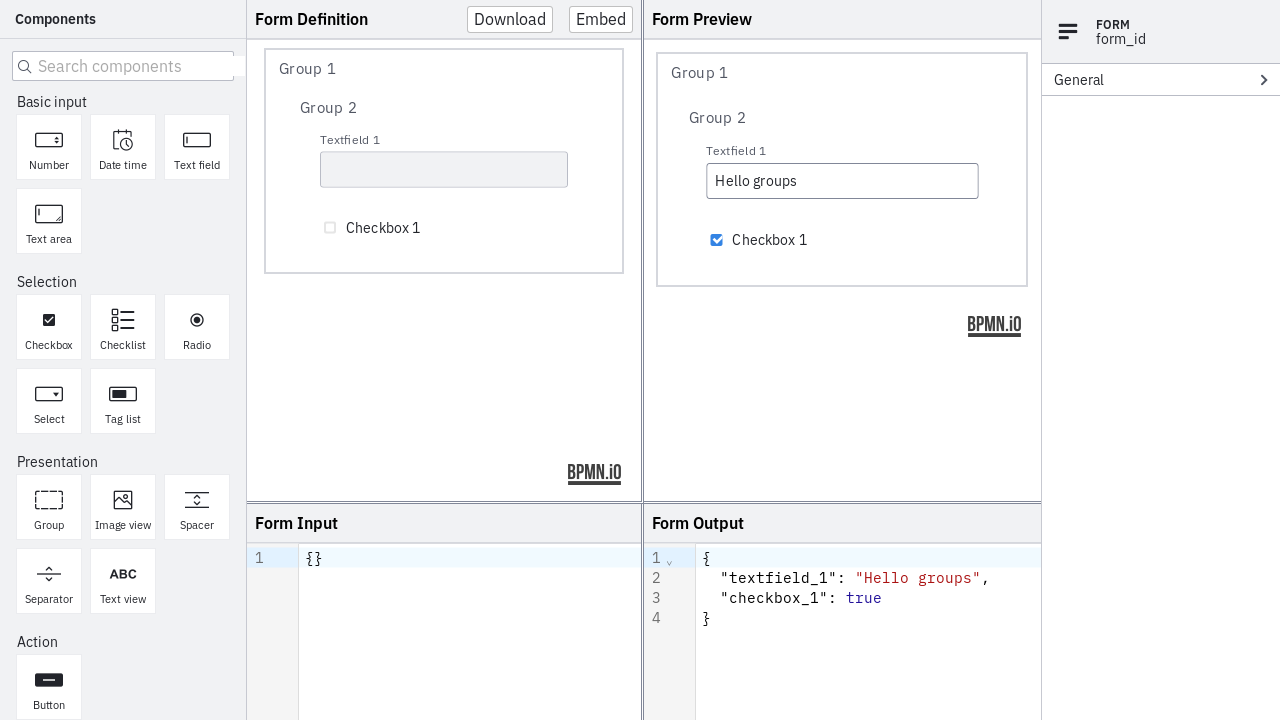 Components
Search components
Basic input
Number
Date time
Text field
Text area
Selection
Checkbox
Checklist
Radio
Select
Tag list
Presentation
Group
Image view
Spacer
Separator
ABC
Text view
Action
Button
Form Definition
Download
Embed
Group 1
Group 2
Textfield 1
Checkbox 1
BPMN.iO
Form Preview
Group 1
Group 2
Textfield 1
Hello groups
Checkbox 1
BPMN.iO
Form Input
1 {}
Form Output
1 {
2 "textfield_1": "Hello groups",
3 "checkbox_1": true
4 }
FORM
form_id
General